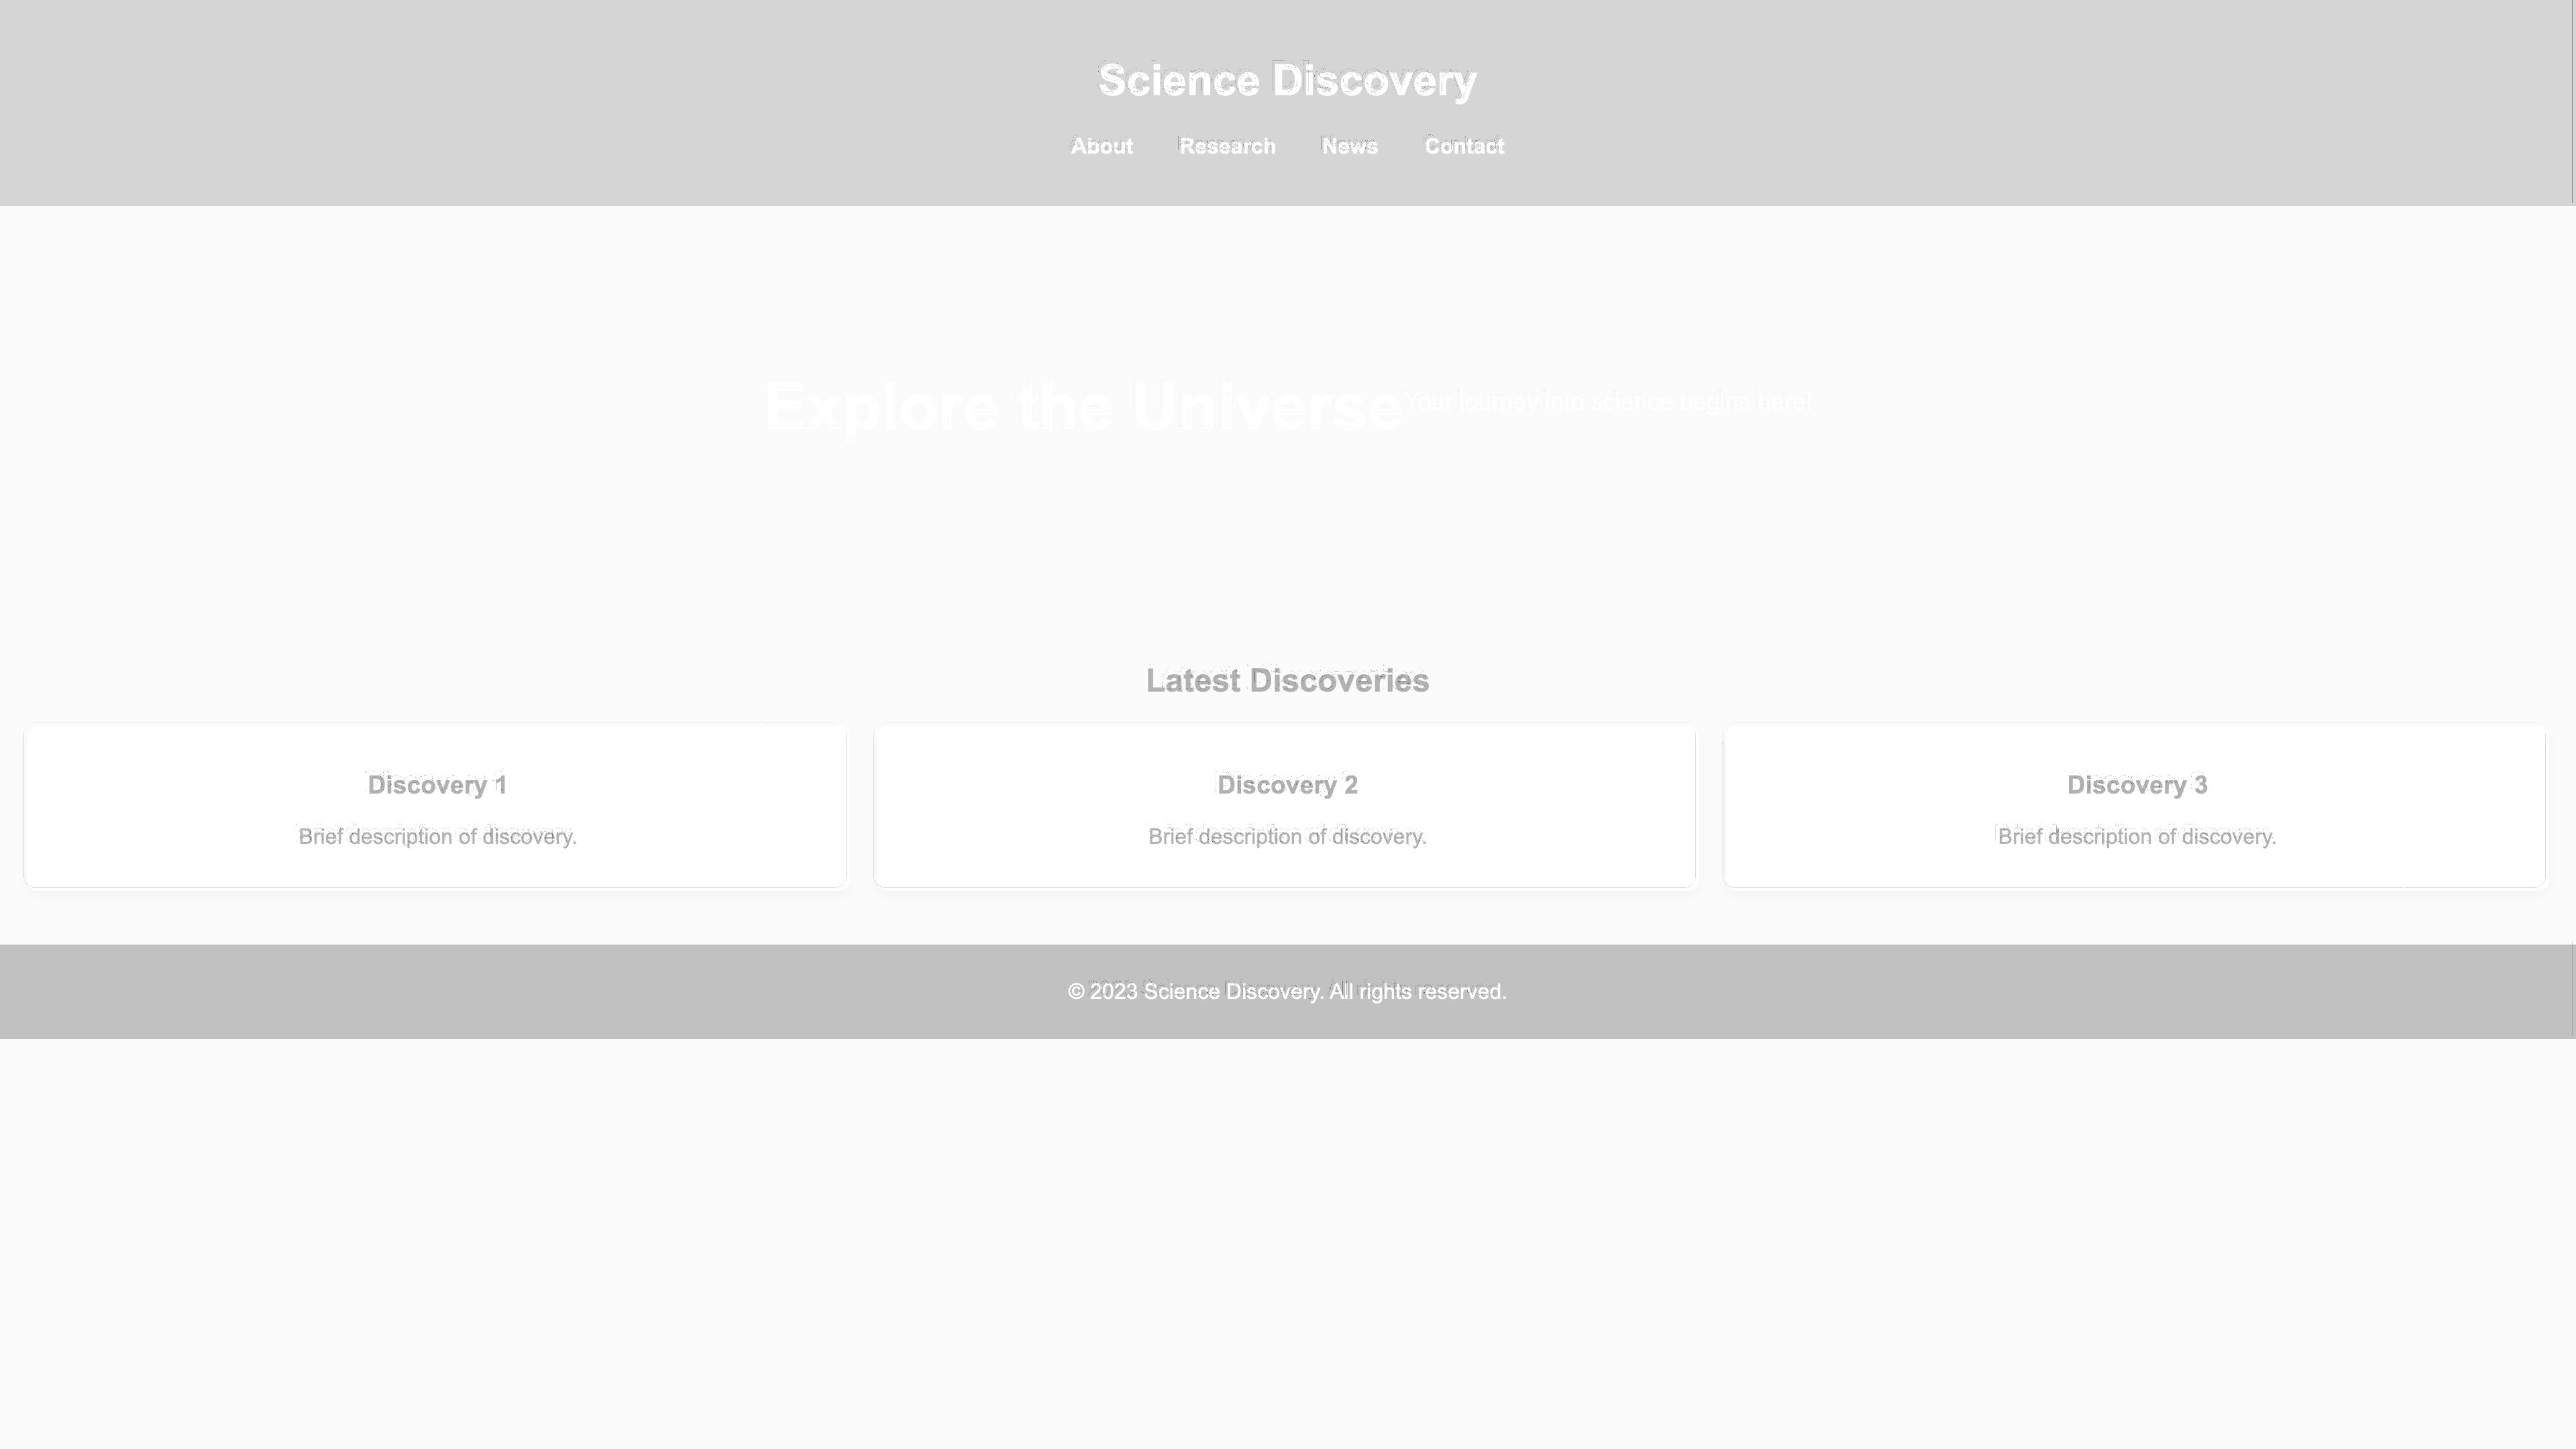 Science Discovery
About Research News Contact
Explore the Universe Your journey into science begins here!
Latest Discoveries
Discovery 1
Brief description of discovery.
Discovery 2
Brief description of discovery.
Discovery 3
Brief description of discovery.
© 2023 Science Discovery. All rights reserved.